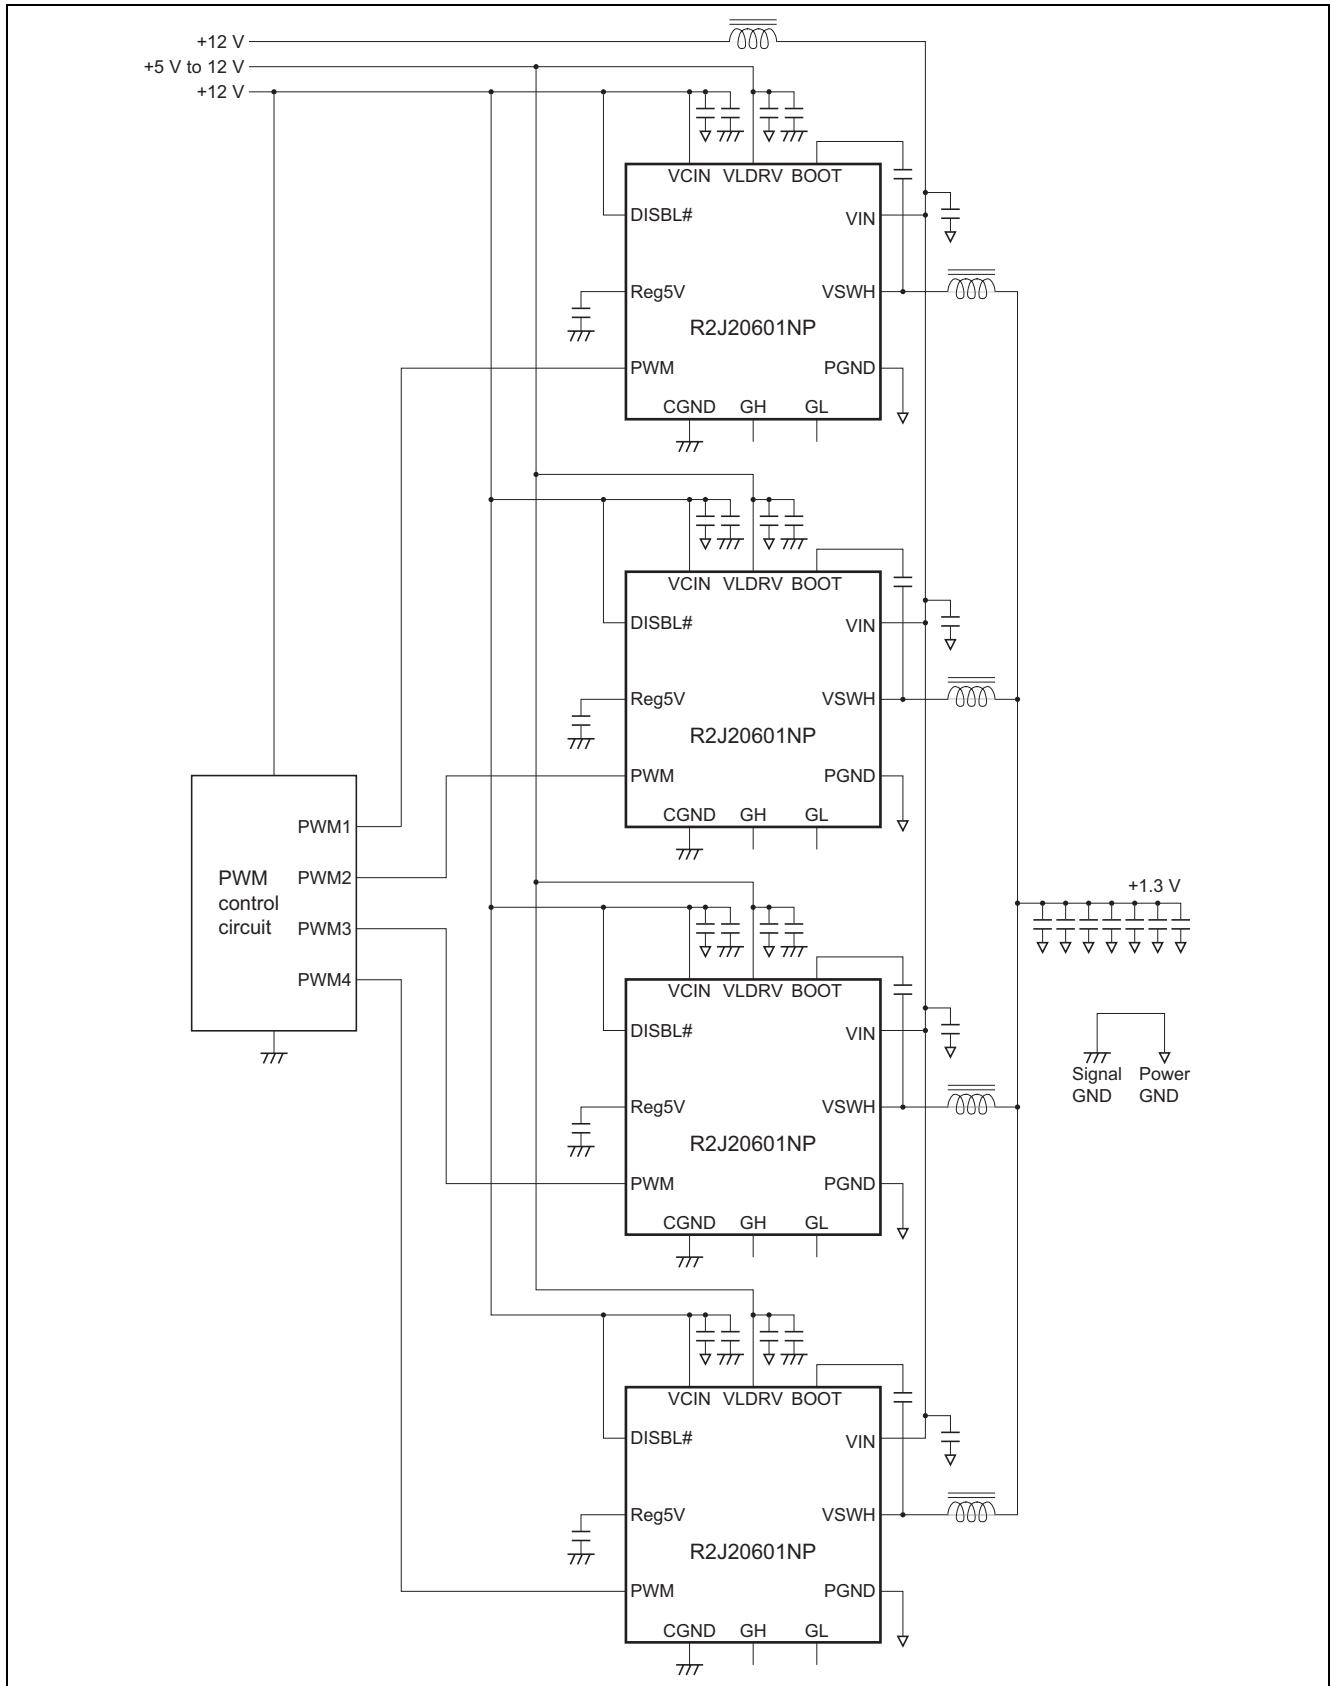 +12 V
+5 V to 12 V
+12 V
VCIN VLDRV BOOT
DISBL#
VIN
Reg5V
VSWH
R2J20601NP
PWM
PGND
CGND GH GL
VCIN VLDRV BOOT
DISBL#
VIN
Reg5V
VSWH
R2J20601NP
PWM
PGND
CGND GH GL
PWM
control
circuit
PWM1
PWM2
PWM3
PWM4
+1.3 V
VCIN VLDRV BOOT
DISBL#
VIN
Reg5V
VSWH
R2J20601NP
PWM
PGND
CGND GH GL
Signal
GND
Power
GND
VCIN VLDRV BOOT
DISBL#
VIN
Reg5V
VSWH
R2J20601NP
PWM
PGND
CGND GH GL